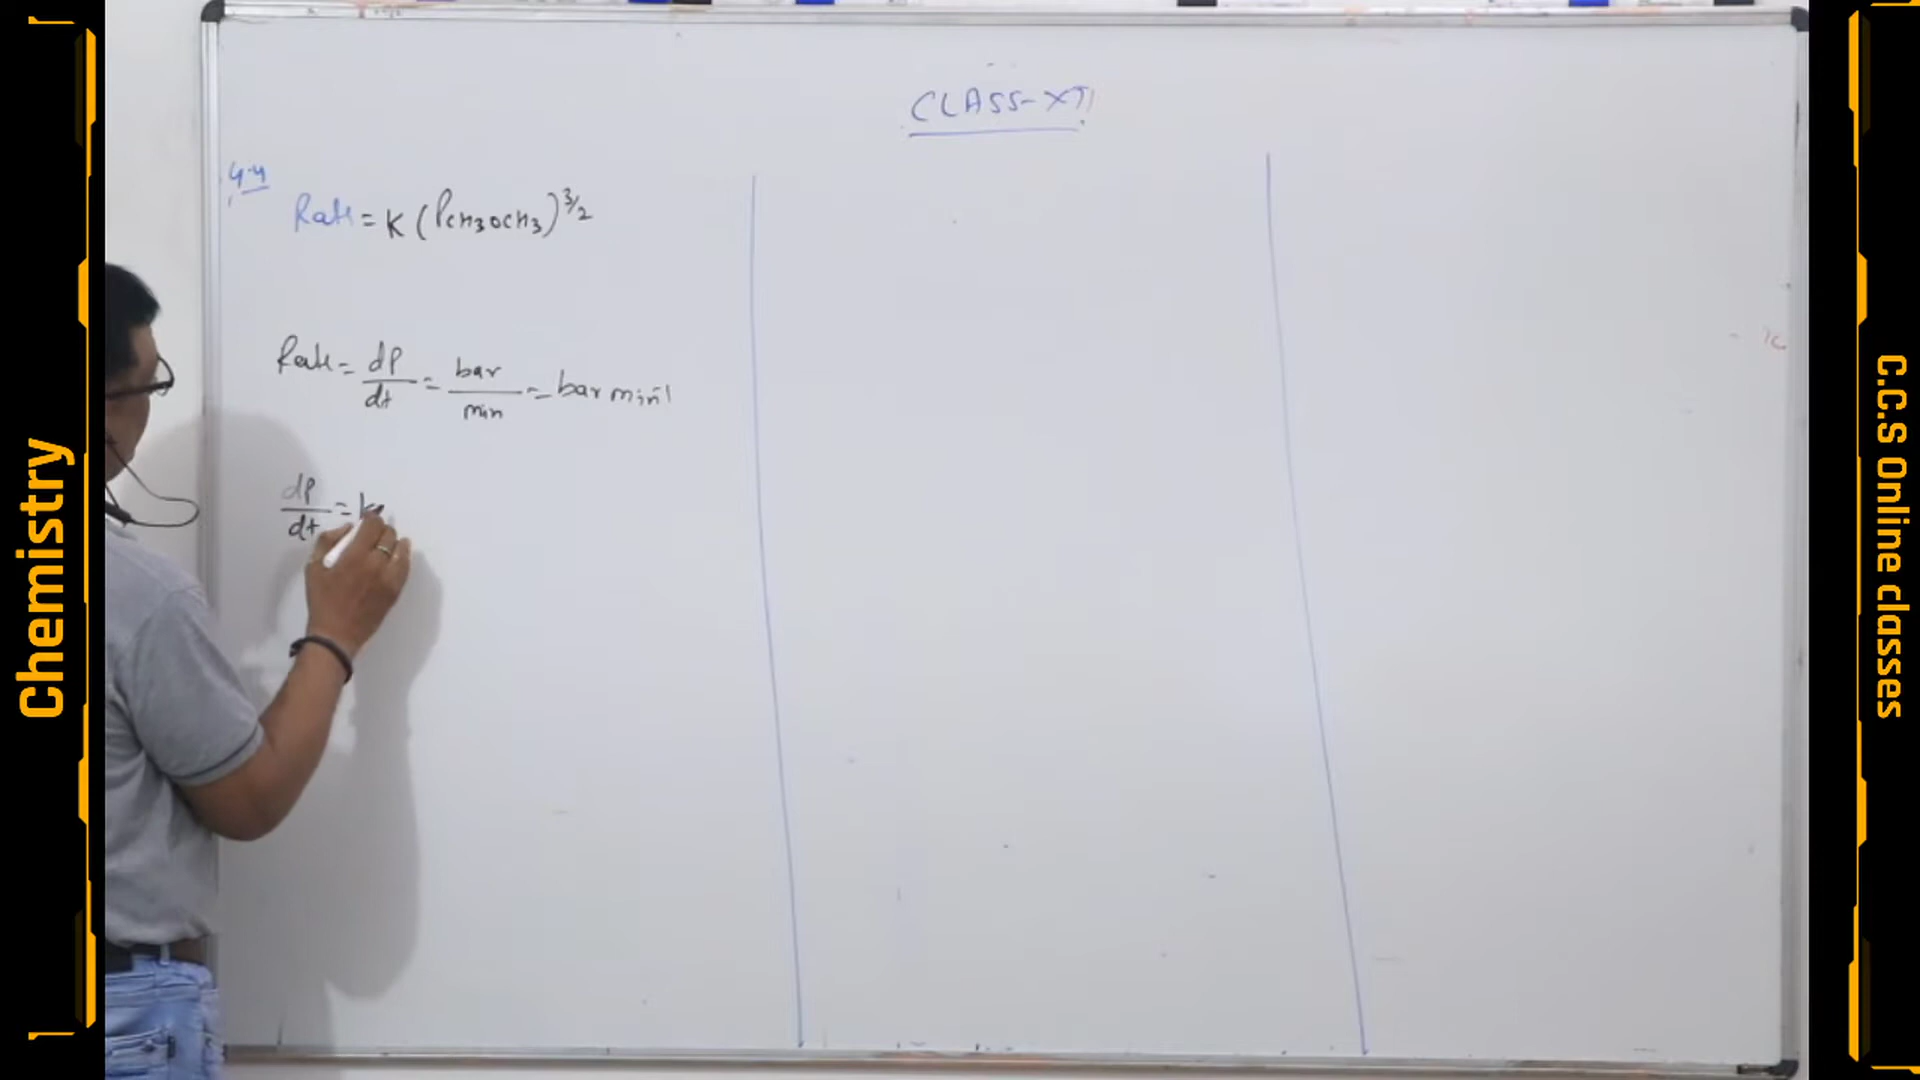 Chemistry
CLASS-XII
4.4
Rate = K (PCH3OCH3)^3/2
Rate = dP/dt = bar/min = bar min-1
dP/dt = k
C.C.S Online classes